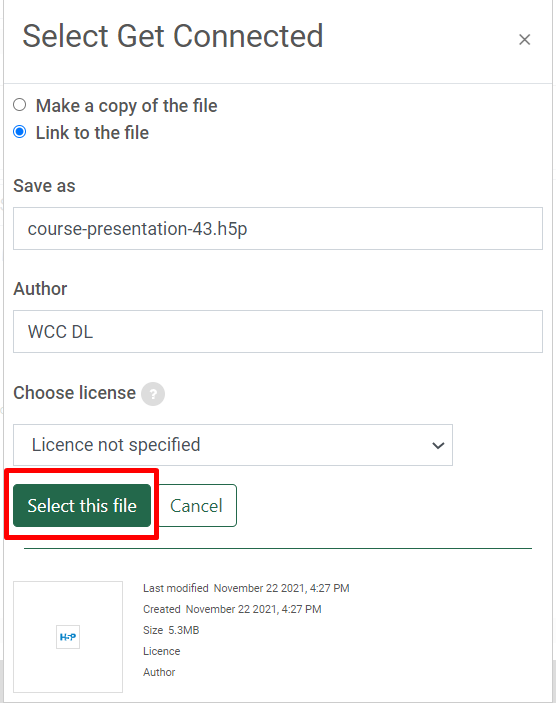 Select Get Connected
×
Make a copy of the file
Link to the file
Save as
course-presentation-43.h5p
Author
WCC DL
Choose license ?
Licence not specified
Select this file Cancel
Last modified November 22 2021, 4:27 PM
Created November 22 2021, 4:27 PM
Size 5.3MB
Licence
Author
H5P